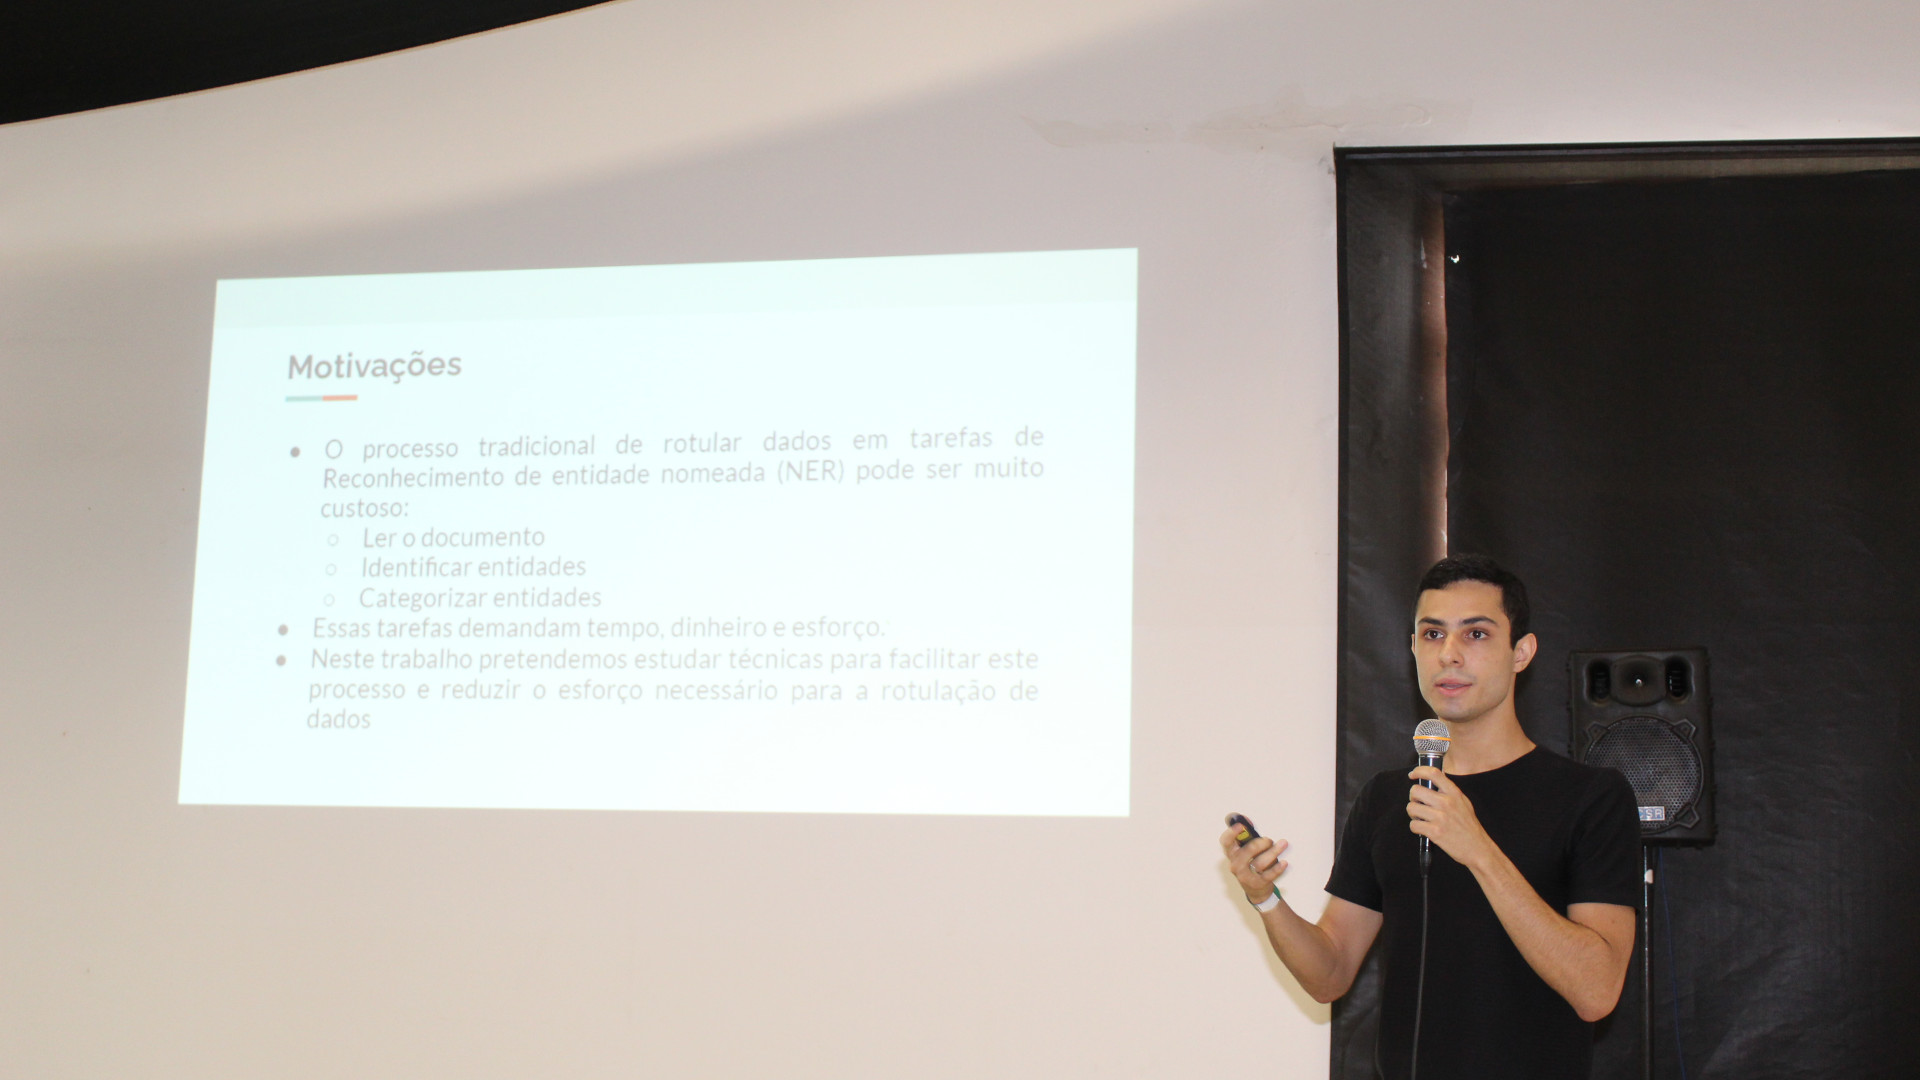 Motivações
● O processo tradicional de rotular dados em tarefas de
Reconhecimento de entidade nomeada (NER) pode ser muito
custoso:
○ Ler o documento
○ Identificar entidades
○ Categorizar entidades
● Essas tarefas demandam tempo, dinheiro e esforço.
● Neste trabalho pretendemos estudar técnicas para facilitar este
processo e reduzir o esforço necessário para a rotulação de
dados